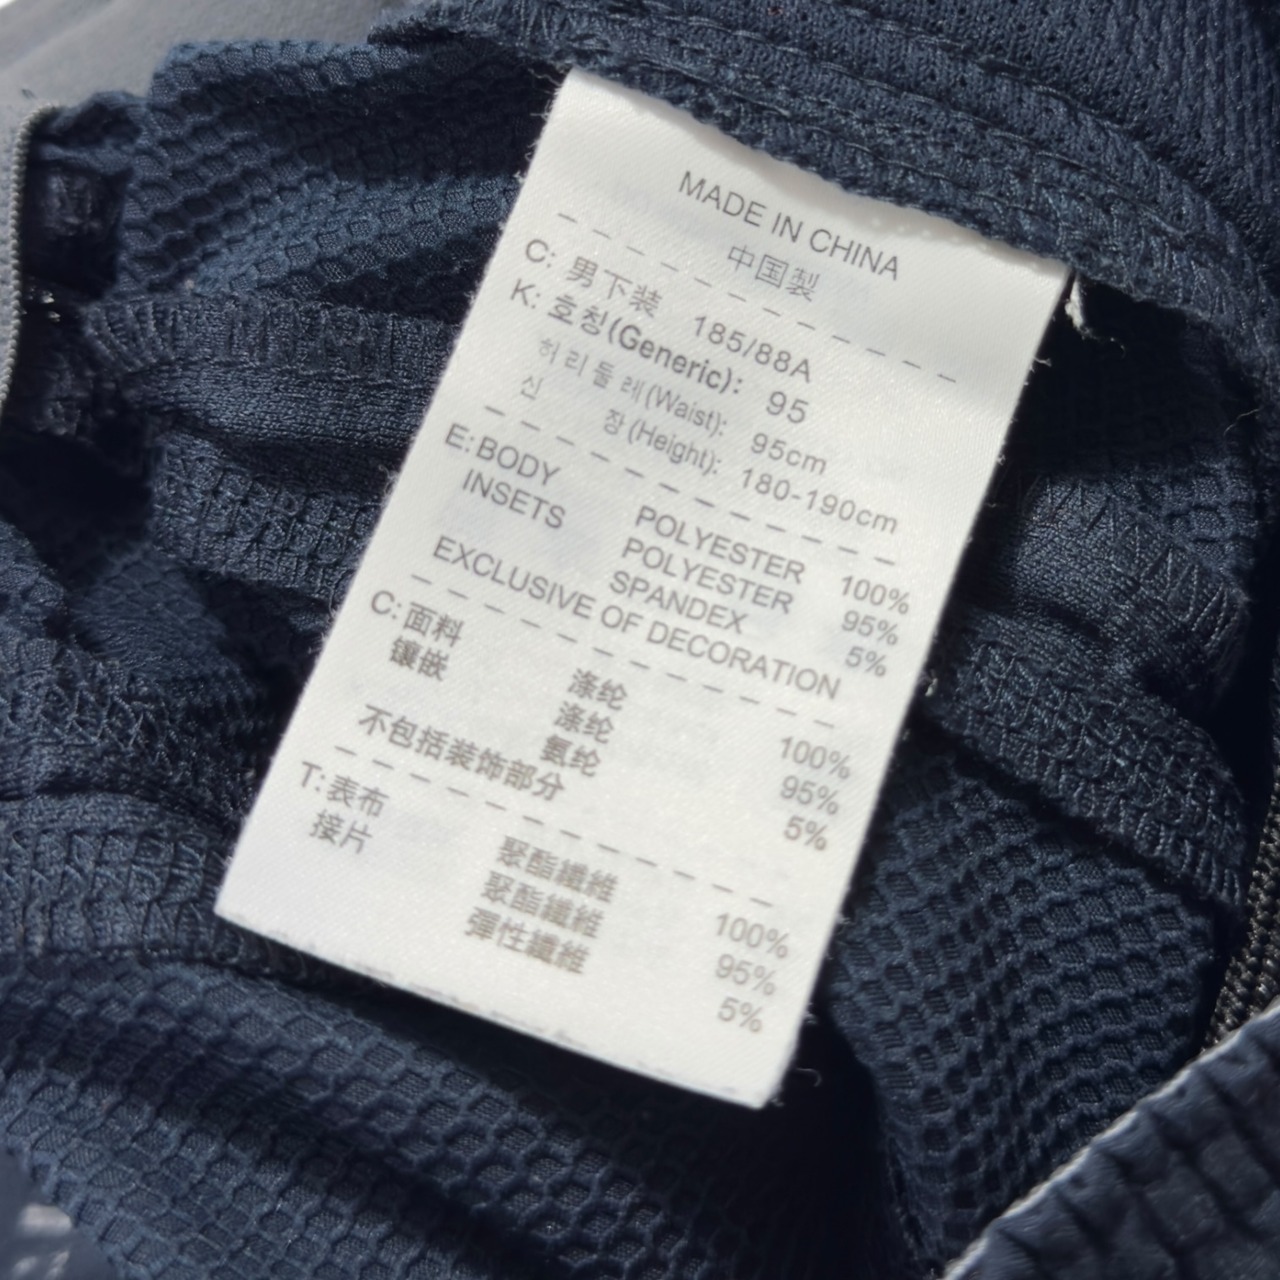 MADE IN CHINA
中国製
C: 男下装 185/88A
K: 호칭(Generic): 95
허리둘레(Waist): 95cm
신 장(Height): 180-190cm
E: BODY POLYESTER 100%
INSETS POLYESTER 95%
SPANDEX 5%
EXCLUSIVE OF DECORATION
C: 面料 涤纶 100%
镶嵌 涤纶 95%
氨纶 5%
不包括装饰部分
T: 表布 聚酯纖維 100%
接片 聚酯纖維 95%
彈性纖維 5%